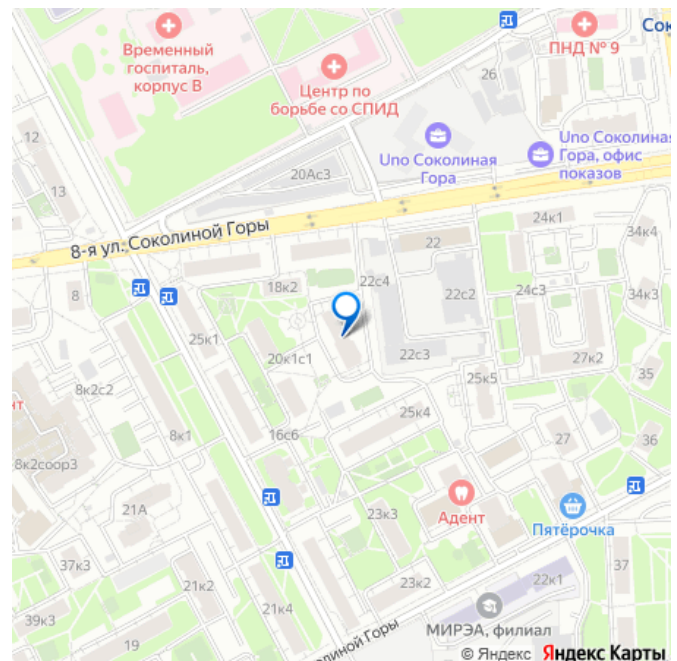 Временный
госпиталь,
корпус В
Центр по
борьбе со СПИД
ПНД № 9
Сок
26
12
13
20Ас3
Uno Соколиная
Гора
Uno Соколиная
Гора, офис
показов
8-я ул. Соколиной Горы
24к1
34к4
22
8
18к2
22с4
22с2
24с3
34к3
25к1
20к1с1
22с3
27к2
35
8к2с2
25к5
нт
25к4
8к1
16с6
27
36
8к2соор3
21А
Адент
Пятёрочка
23к3
37к3
21к2
23к2
22к1
37
39к3
21к4
19
МИРЭА, филиал
олиной Горы
© Яндекс Яндекс Карты